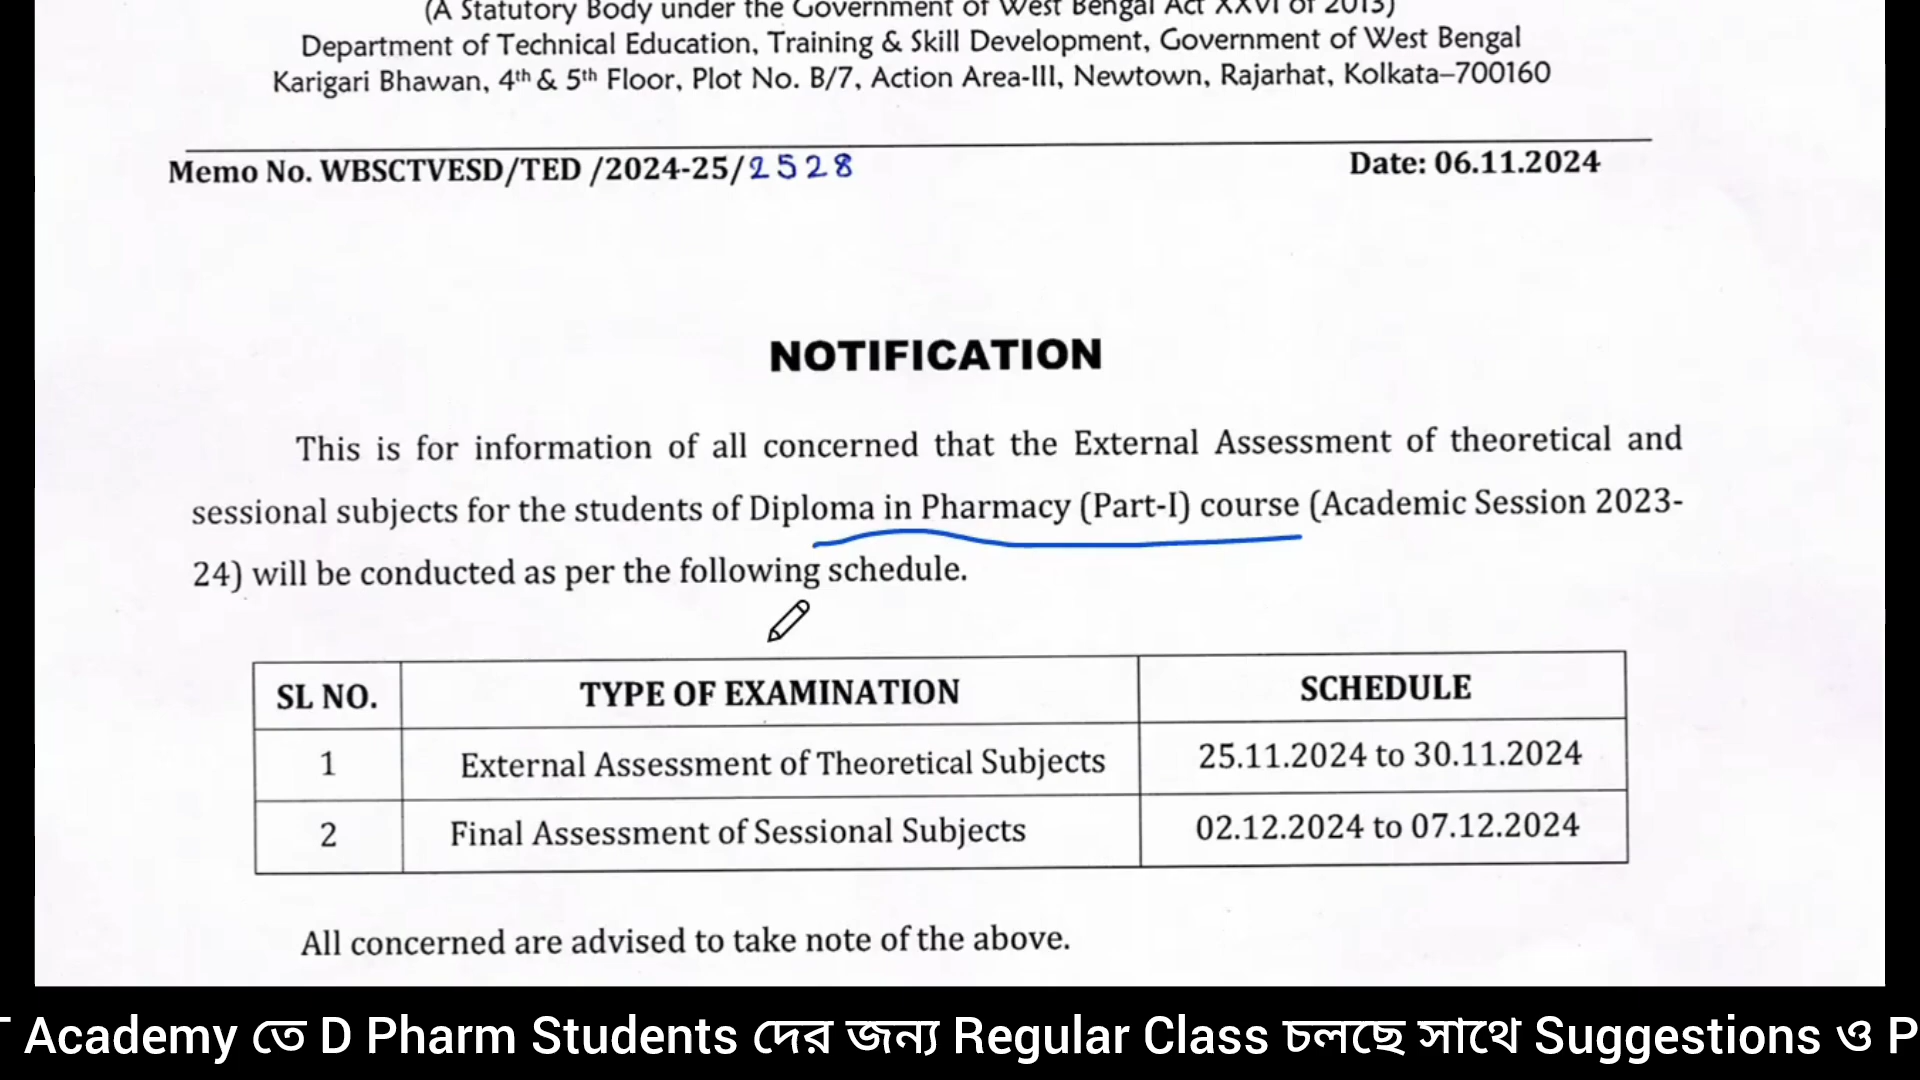 (A Statutory Body under the Government of West Bengal Act XXVI of 2013)
Department of Technical Education, Training & Skill Development, Government of West Bengal
Karigari Bhawan, 4th & 5th Floor, Plot No. B/7, Action Area-III, Newtown, Rajarhat, Kolkata–700160
Memo No. WBSCTVESD/TED /2024-25/2528 Date: 06.11.2024
NOTIFICATION
This is for information of all concerned that the External Assessment of theoretical and
sessional subjects for the students of Diploma in Pharmacy (Part-I) course (Academic Session 2023-
24) will be conducted as per the following schedule.
SL NO. TYPE OF EXAMINATION SCHEDULE
1 External Assessment of Theoretical Subjects 25.11.2024 to 30.11.2024
2 Final Assessment of Sessional Subjects 02.12.2024 to 07.12.2024
All concerned are advised to take note of the above.
Academy তে D Pharm Students দের জন্য Regular Class চলছে সাথে Suggestions ও